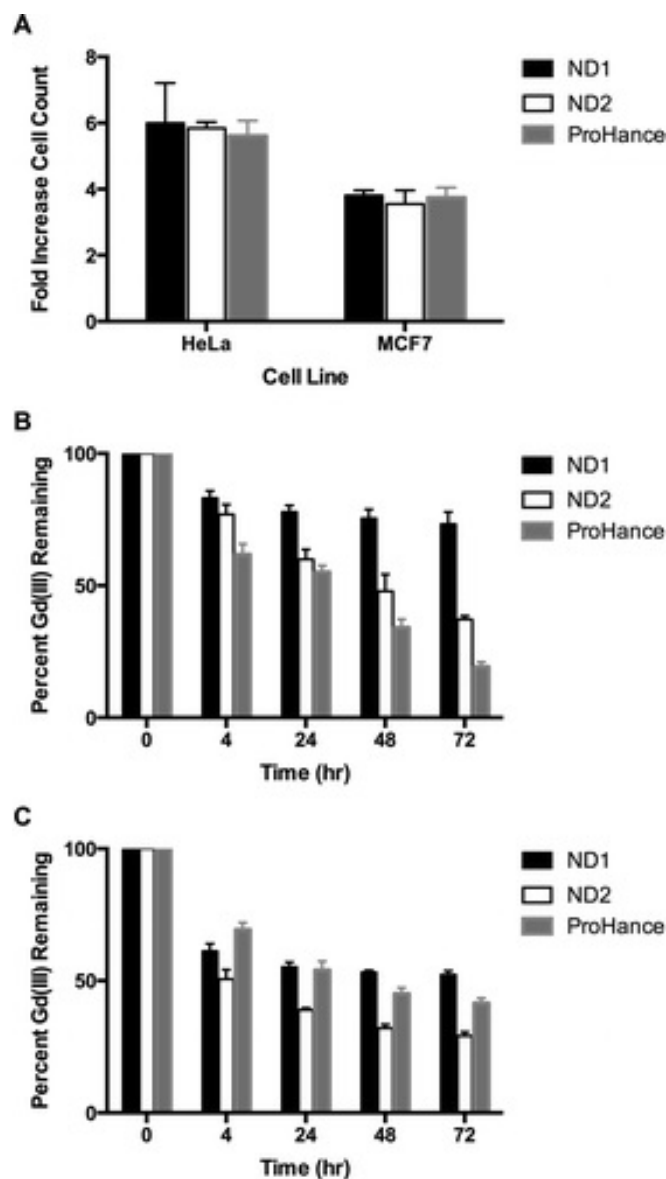 A
Fold Increase Cell Count
8
6
4
2
0
HeLa
MCF7
Cell Line
ND1
ND2
ProHance
B
Percent Gd(III) Remaining
100
50
0
0
4
24
48
72
Time (hr)
ND1
ND2
ProHance
C
Percent Gd(III) Remaining
100
50
0
0
4
24
48
72
Time (hr)
ND1
ND2
ProHance